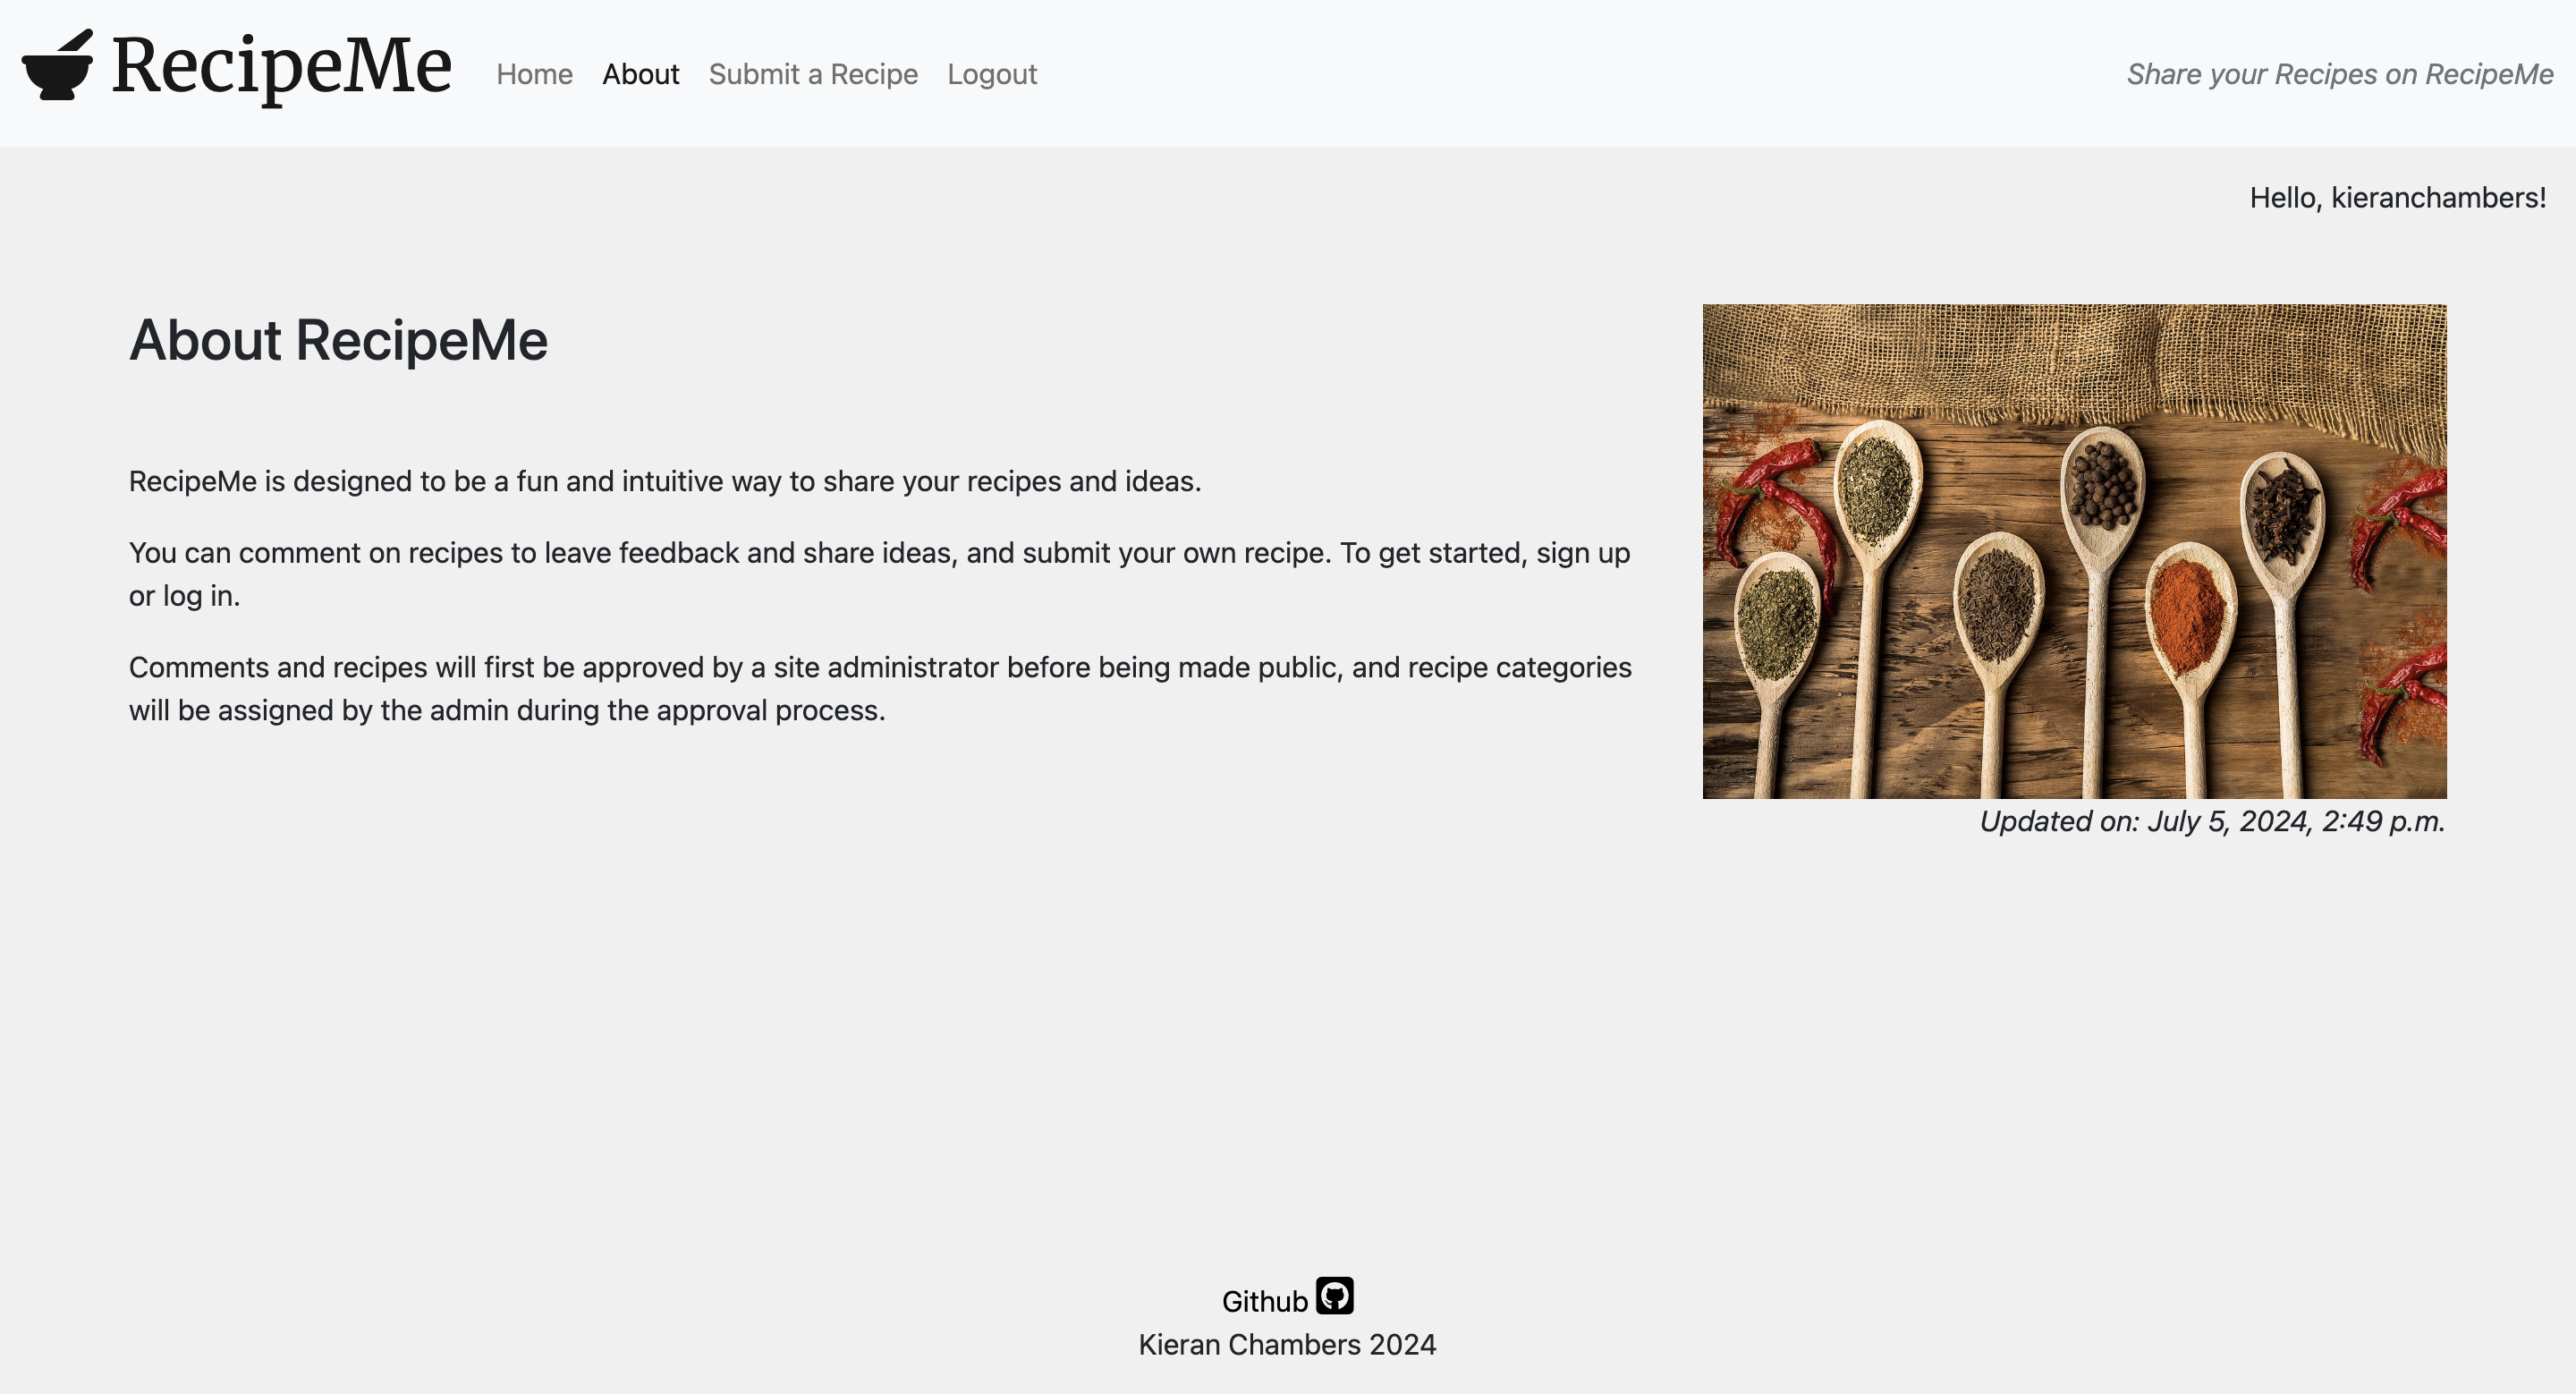 RecipeMe
Home About Submit a Recipe Logout
Share your Recipes on RecipeMe
Hello, kieranchambers!
About RecipeMe
RecipeMe is designed to be a fun and intuitive way to share your recipes and ideas.
You can comment on recipes to leave feedback and share ideas, and submit your own recipe. To get started, sign up
or log in.
Comments and recipes will first be approved by a site administrator before being made public, and recipe categories
will be assigned by the admin during the approval process.
Updated on: July 5, 2024, 2:49 p.m.
Github
Kieran Chambers 2024